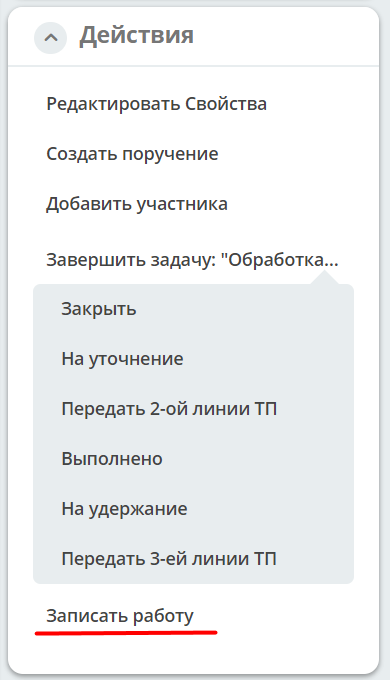 Действия
Редактировать Свойства
Создать поручение
Добавить участника
Завершить задачу: "Обработка...
Закрыть
На уточнение
Передать 2-ой линии ТП
Выполнено
На удержание
Передать 3-ей линии ТП
Записать работу